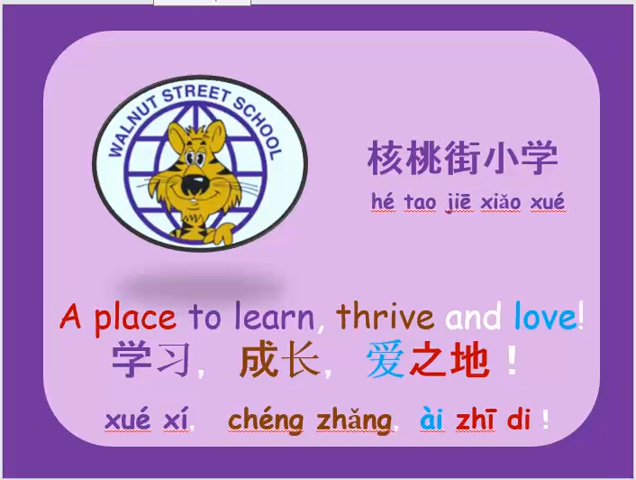 WALNUT STREET SCHOOL
核桃街小学
hé tao jiē xiǎo xué
A place to learn, thrive and love!
学习, 成长, 爱之地！
xué xí, chéng zhǎng, ài zhī di !